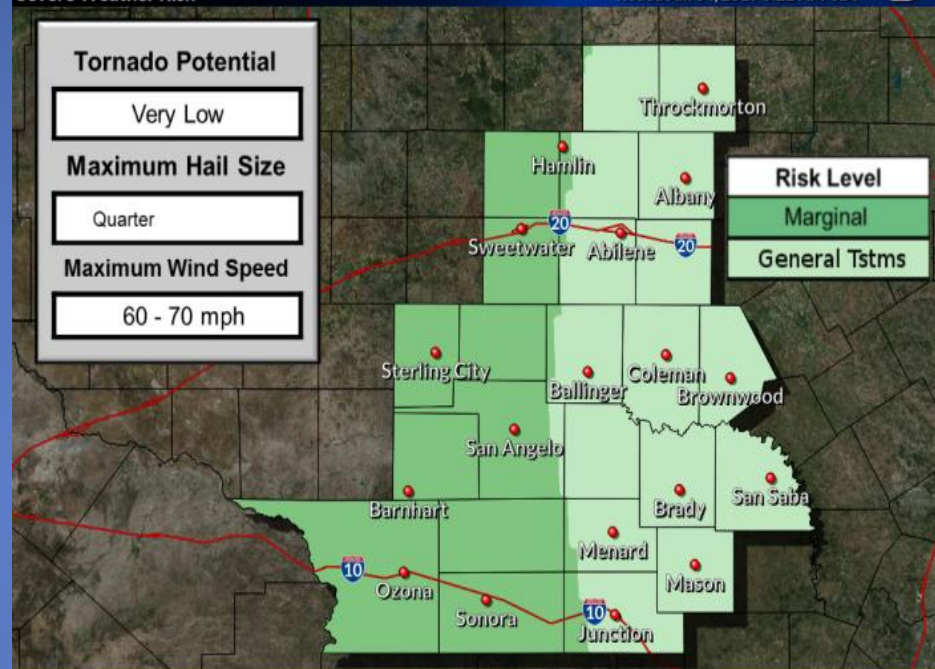 Tornado Potential
Very Low
Maximum Hail Size
Quarter
Maximum Wind Speed
60 - 70 mph
Risk Level
Marginal
General Tstms
Throckmorton
Hamlin
Albany
20
Sweetwater
Abilene
20
Sterling City
Ballinger
Coleman
Brownwood
San Angelo
Barnhart
Brady
San Saba
Menard
10
Ozona
Mason
Sonora
10
Junction